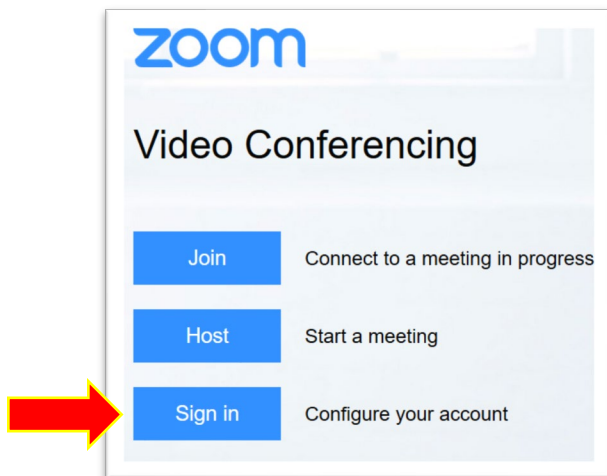 zoom
Video Conferencing
Join Connect to a meeting in progress
Host Start a meeting
Sign in Configure your account